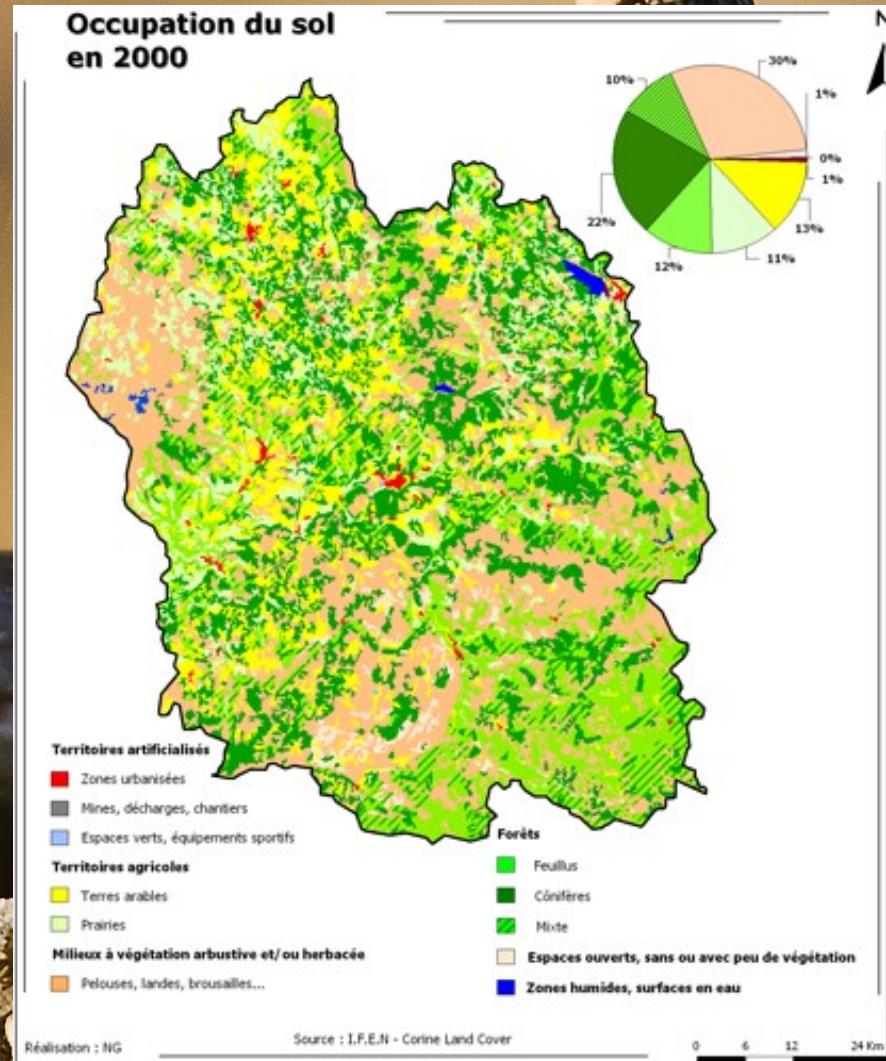 Occupation du sol
en 2000
N
30%
10%
1%
0%
1%
22%
13%
12%
11%
Territoires artificialisés
Zones urbanisées
Mines, décharges, chantiers
Espaces verts, équipements sportifs
Territoires agricoles
Terres arables
Prairies
Milieux à végétation arbustive et/ou herbacée
Pelouses, landes, brousailles...
Forêts
Feuillus
Cônifères
Mixte
Espaces ouverts, sans ou avec peu de végétation
Zones humides, surfaces en eau
Réalisation : NG
Source : I.F.E.N - Corine Land Cover
0 6 12 24 Km